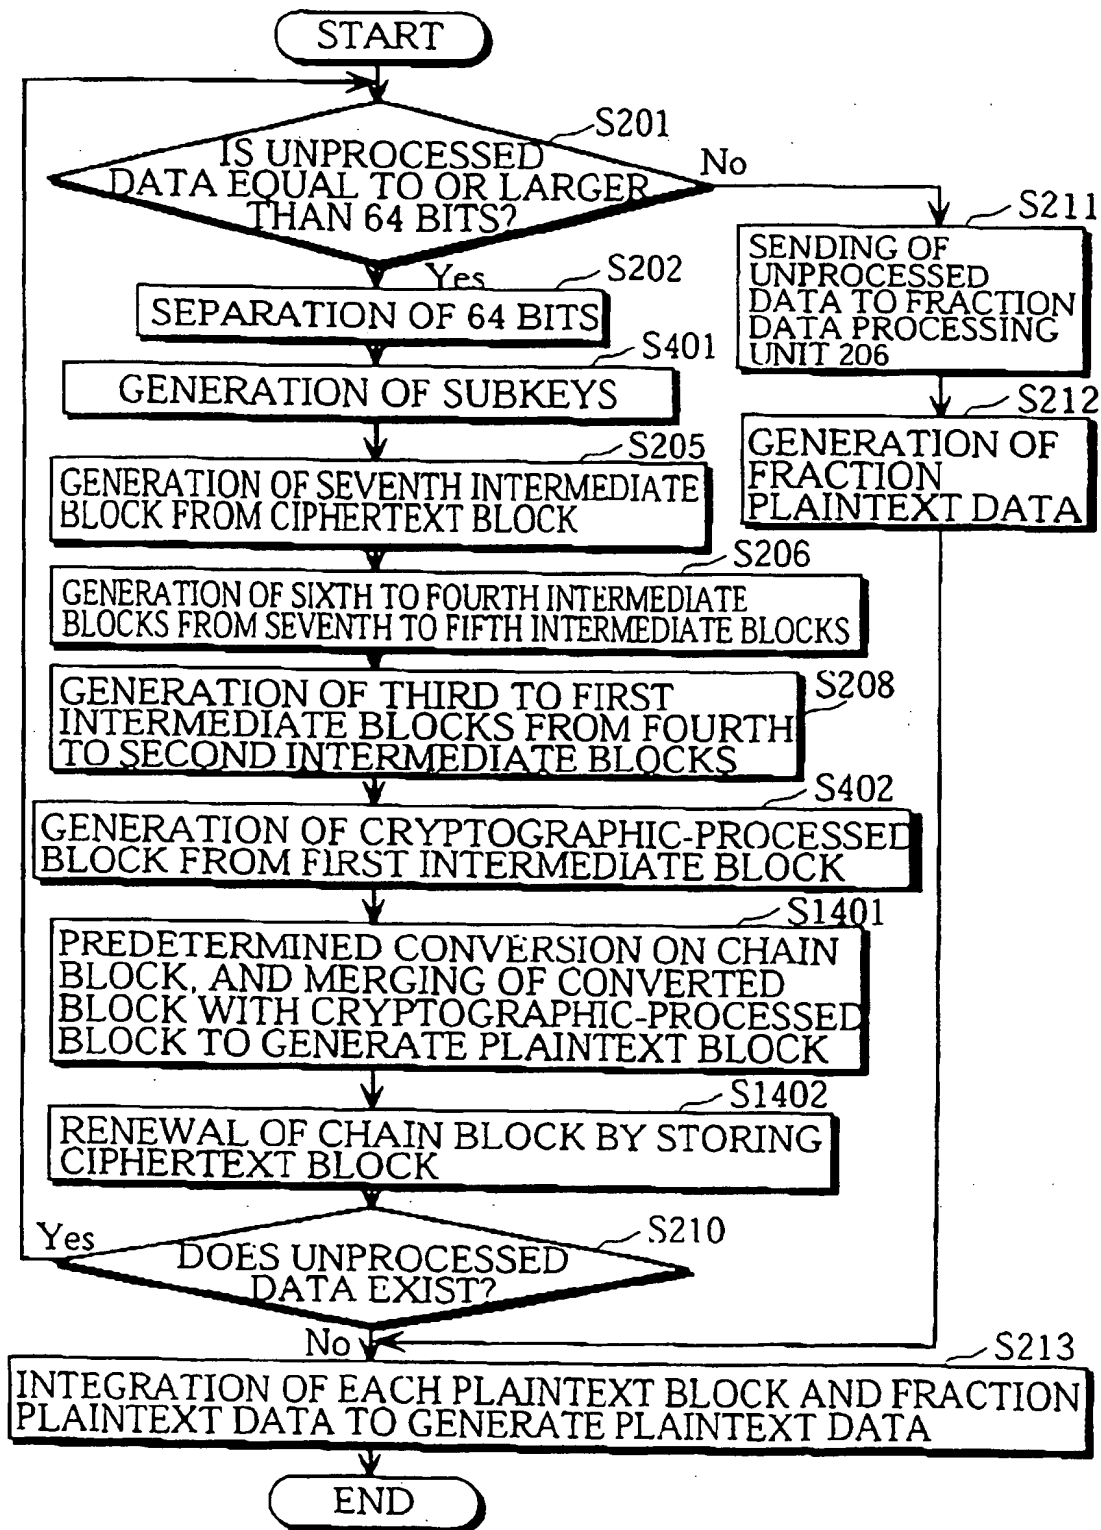 START
S201
IS UNPROCESSED
DATA EQUAL TO OR LARGER
THAN 64 BITS?
No
Yes
S211
SENDING OF
UNPROCESSED
DATA TO FRACTION
DATA PROCESSING
UNIT 206
S202
SEPARATION OF 64 BITS
S401
GENERATION OF SUBKEYS
S212
GENERATION OF
FRACTION
PLAINTEXT DATA
S205
GENERATION OF SEVENTH INTERMEDIATE
BLOCK FROM CIPHERTEXT BLOCK
S206
GENERATION OF SIXTH TO FOURTH INTERMEDIATE
BLOCKS FROM SEVENTH TO FIFTH INTERMEDIATE BLOCKS
S208
GENERATION OF THIRD TO FIRST
INTERMEDIATE BLOCKS FROM FOURTH
TO SECOND INTERMEDIATE BLOCKS
S402
GENERATION OF CRYPTOGRAPHIC-PROCESSED
BLOCK FROM FIRST INTERMEDIATE BLOCK
S1401
PREDETERMINED CONVERSION ON CHAIN
BLOCK, AND MERGING OF CONVERTED
BLOCK WITH CRYPTOGRAPHIC-PROCESSED
BLOCK TO GENERATE PLAINTEXT BLOCK
S1402
RENEWAL OF CHAIN BLOCK BY STORING
CIPHERTEXT BLOCK
S210
Yes
DOES UNPROCESSED
DATA EXIST?
No
S213
INTEGRATION OF EACH PLAINTEXT BLOCK AND FRACTION
PLAINTEXT DATA TO GENERATE PLAINTEXT DATA
END